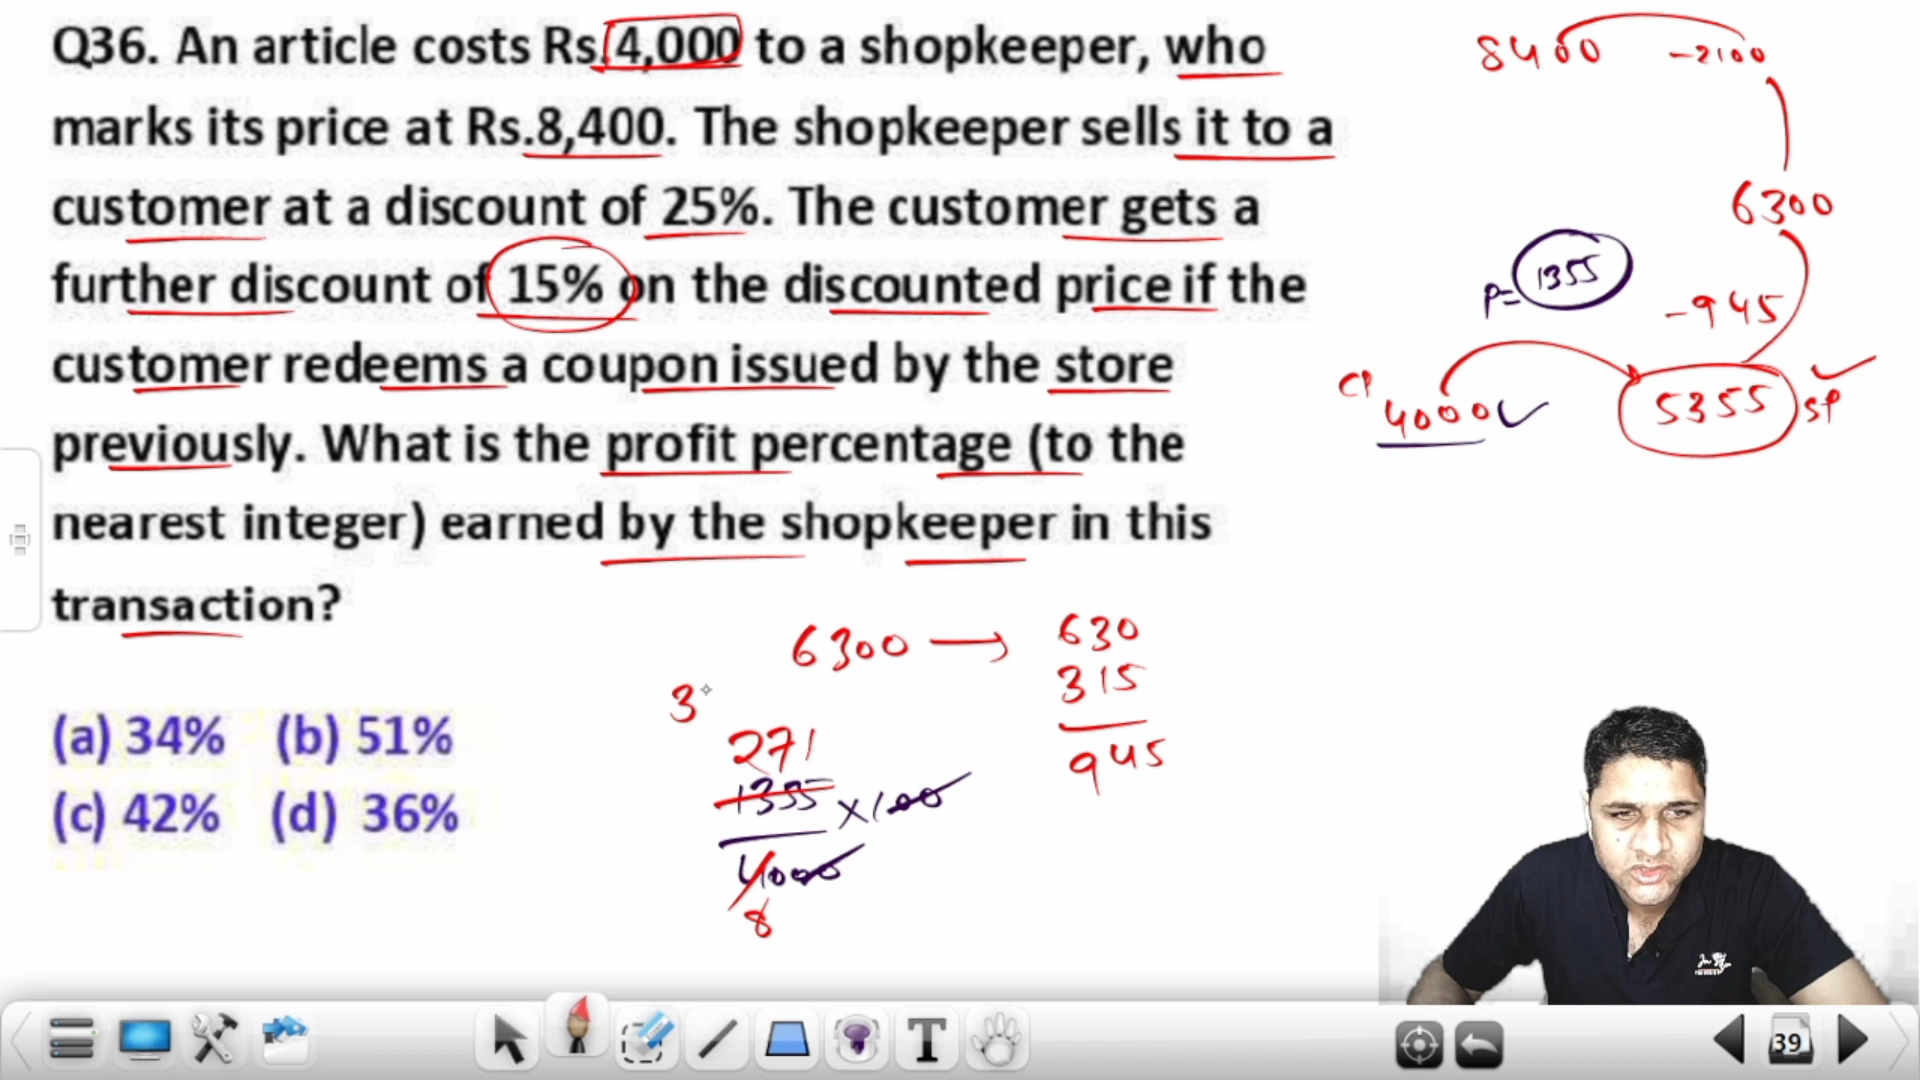 Q36. An article costs Rs.4,000 to a shopkeeper, who
marks its price at Rs.8,400. The shopkeeper sells it to a
customer at a discount of 25%. The customer gets a
further discount of 15% on the discounted price if the
customer redeems a coupon issued by the store
previously. What is the profit percentage (to the
nearest integer) earned by the shopkeeper in this
transaction?
(a) 34% (b) 51%
(c) 42% (d) 36%
8400 -2100
6300
P= 1355
-945
CP 4000 5355 SP
6300 → 630
315
945
3
271
1355 ×100
4000
8
T
39